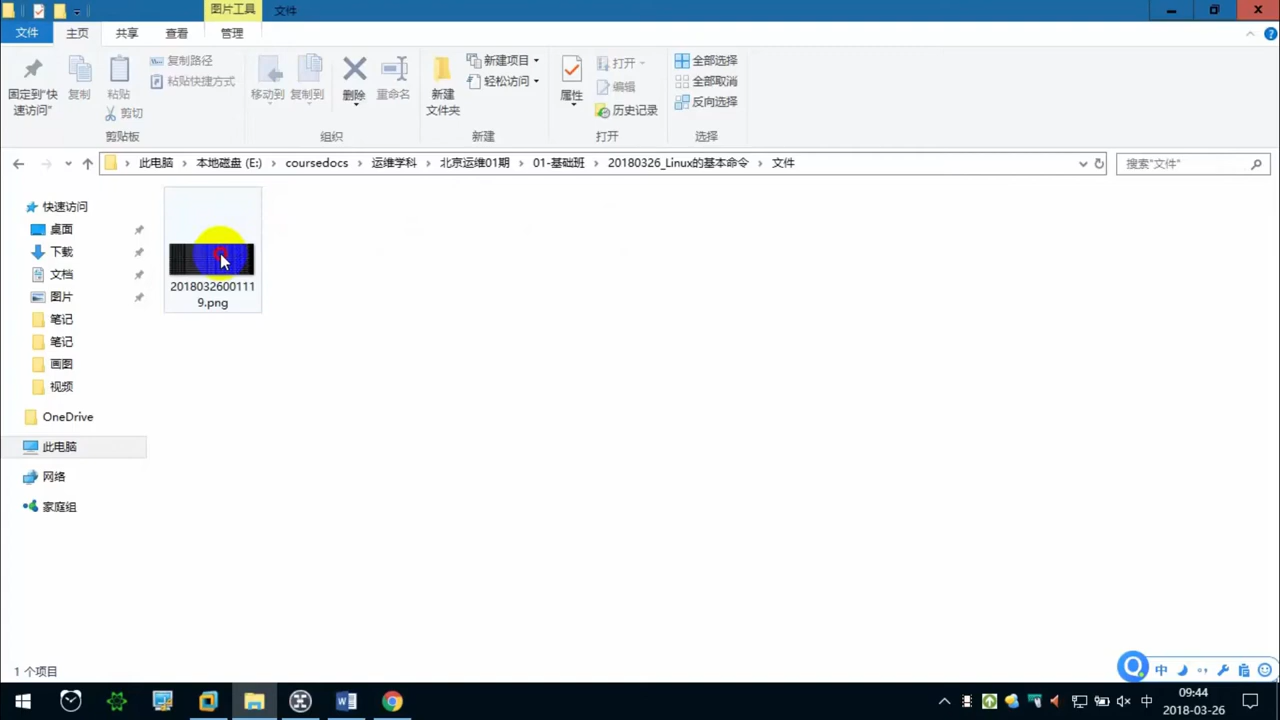 图片工具
文件
文件
主页
共享
查看
管理
固定到"快
速访问"
复制
粘贴
复制路径
粘贴快捷方式
剪切
剪贴板
移动到
复制到
删除
重命名
组织
新建
文件夹
新建项目
轻松访问
新建
属性
打开
编辑
历史记录
打开
全部选择
全部取消
反向选择
选择
此电脑 本地磁盘 (E:) coursedocs 运维学科 北京运维01期 01-基础班 20180326_Linux的基本命令 文件
搜索"文件"
快速访问
桌面
下载
文档
图片
笔记
笔记
画图
视频
OneDrive
此电脑
网络
家庭组
2018032600111
9.png
1 个项目
中
中
09:44
2018-03-26